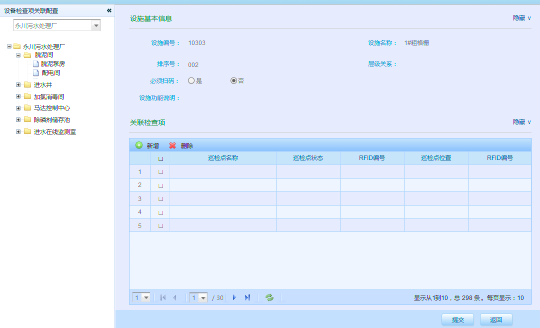 设备检查项关联配置 «
永川污水处理厂
永川污水处理厂
脱泥间
脱泥泵房
配电间
进水井
加氯消毒间
马达控制中心
除磷剂储存池
进水在线监测室
设施基本信息 隐藏
设施编号： 10303 设施名称： 1#粗格栅
排序号： 002 层级关系：
必须扫码： 是 否
设施功能说明：
关联检查项 隐藏
新增 删除
巡检点名称 巡检点状态 RFID编号 巡检点位置 RFID编号
1
2
3
4
5
1 1 / 30 显示从1到10，总 298 条。每页显示：10
提交 返回